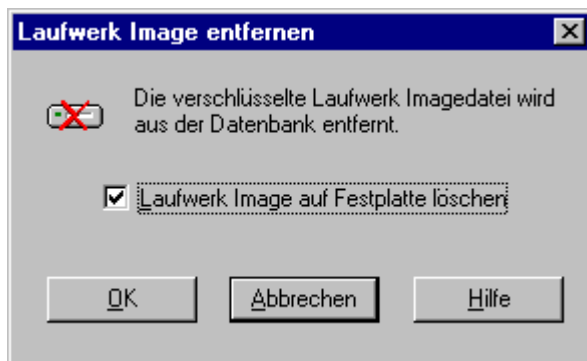 Laufwerk Image entfernen
Die verschlüsselte Laufwerk Imagedatei wird
aus der Datenbank entfernt.
Laufwerk Image auf Festplatte löschen
OK Abbrechen Hilfe